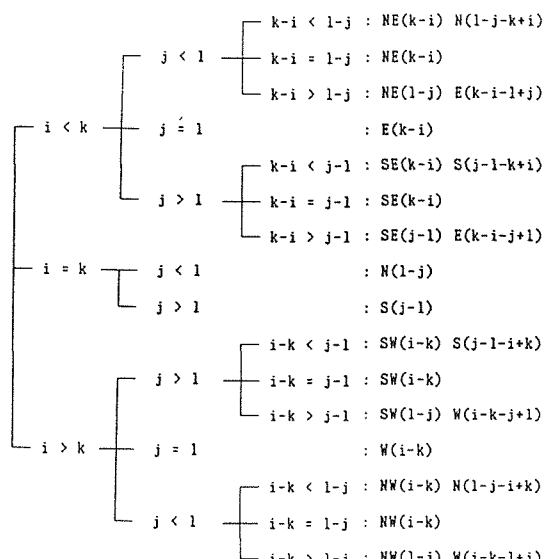 k-i < l-j : NE(k-i) N(l-j-k+i)
j < l k-i = l-j : NE(k-i)
k-i > l-j : NE(l-j) E(k-i-l+j)
i < k j = l : E(k-i)
k-i < j-l : SE(k-i) S(j-l-k+i)
j > l k-i = j-l : SE(k-i)
k-i > j-l : SE(j-l) E(k-i-j+l)
i = k j < l : N(l-j)
j > l : S(j-l)
i-k < j-l : SW(i-k) S(j-l-i+k)
j > l i-k = j-l : SW(i-k)
i-k > j-l : SW(l-j) W(i-k-j+l)
i > k j = l : W(i-k)
i-k < l-j : NW(i-k) N(l-j-i+k)
j < l i-k = l-j : NW(i-k)
i-k > l-j : NW(l-j) W(i-k-l+j)